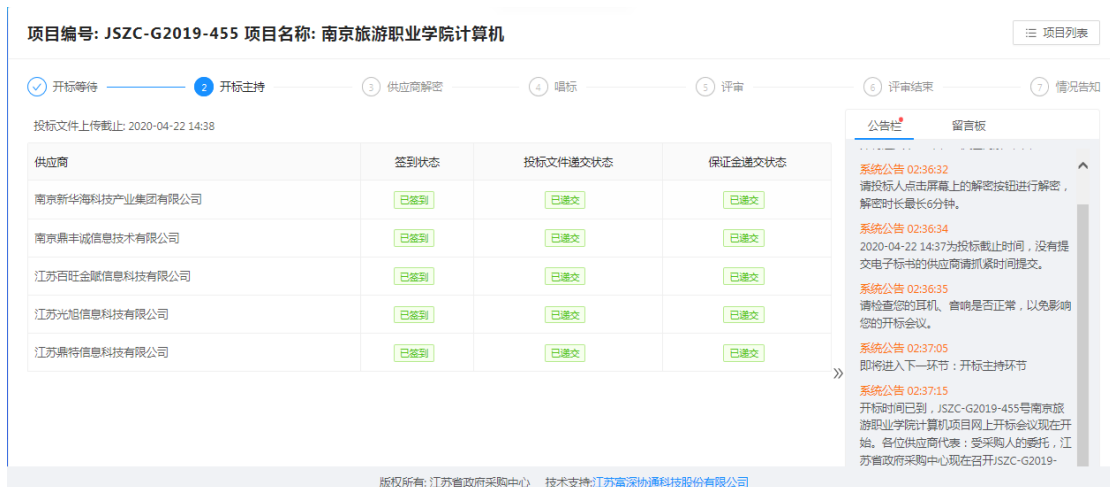 项目编号: JSZC-G2019-455 项目名称: 南京旅游职业学院计算机
项目列表
开标等待
2 开标主持
3 供应商解密
4 唱标
5 评审
6 评审结束
7 情况告知
投标文件上传截止: 2020-04-22 14:38
供应商 签到状态 投标文件递交状态 保证金递交状态
南京新华海科技产业集团有限公司 已签到 已递交 已递交
南京鼎丰诚信息技术有限公司 已签到 已递交 已递交
江苏百旺金赋信息科技有限公司 已签到 已递交 已递交
江苏光旭信息科技有限公司 已签到 已递交 已递交
江苏鼎特信息科技有限公司 已签到 已递交 已递交
公告栏 留言板
系统公告 02:36:32
请投标人点击屏幕上的解密按钮进行解密，
解密时长最长6分钟。
系统公告 02:36:34
2020-04-22 14:37为投标截止时间，没有提
交电子标书的供应商请抓紧时间提交。
系统公告 02:36:35
请检查您的耳机、音响是否正常，以免影响
您的开标会议。
系统公告 02:37:05
即将进入下一环节：开标主持环节
系统公告 02:37:15
开标时间已到，JSZC-G2019-455号南京旅
游职业学院计算机项目网上开标会议现在开
始。各位供应商代表：受采购人的委托，江
苏省政府采购中心现在召开JSZC-G2019-
版权所有: 江苏省政府采购中心 技术支持:江苏富深协通科技股份有限公司